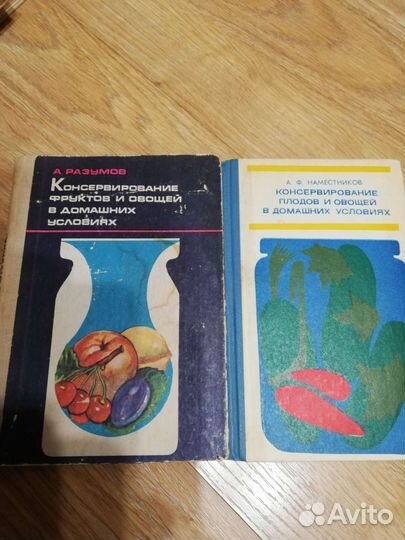 А. РАЗУМОВ
КОНСЕРВИРОВАНИЕ
ФРУКТОВ И ОВОЩЕЙ
В ДОМАШНИХ
УСЛОВИЯХ
А. Ф. НАМЕСТНИКОВ
КОНСЕРВИРОВАНИЕ
ПЛОДОВ И ОВОЩЕЙ
В ДОМАШНИХ УСЛОВИЯХ
Avito